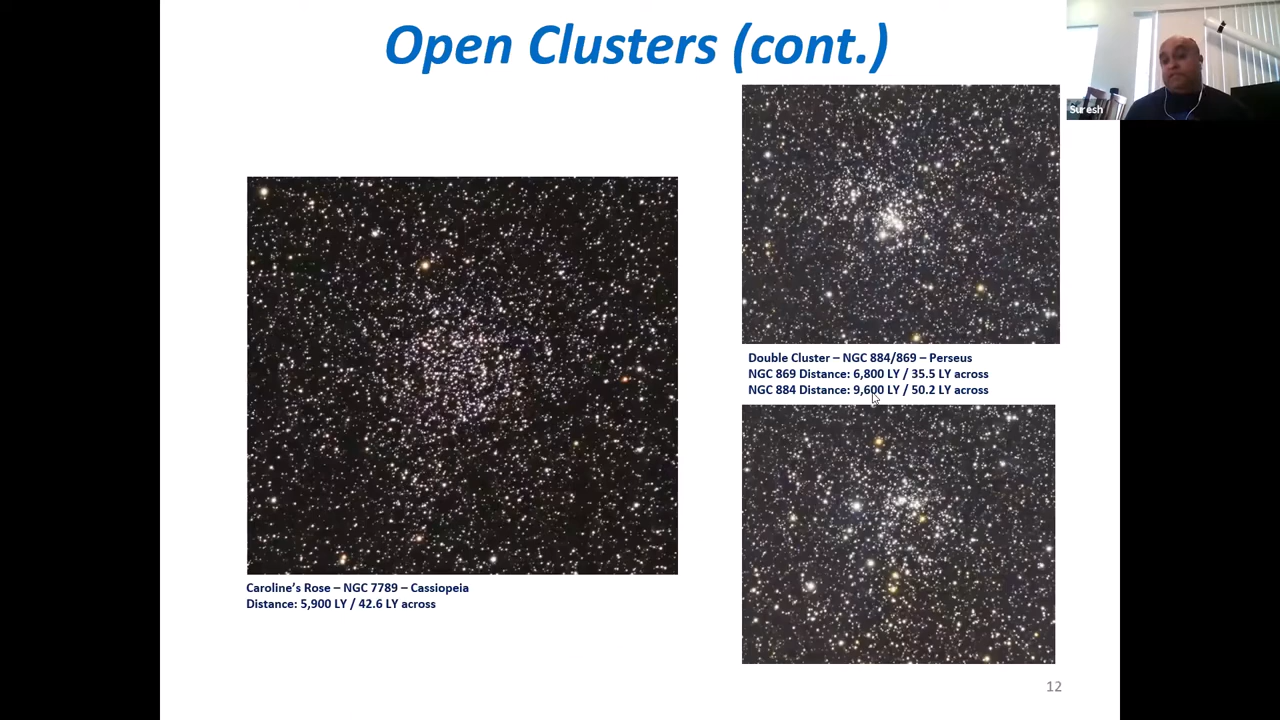 Open Clusters (cont.)
Suresh
Double Cluster – NGC 884/869 – Perseus
NGC 869 Distance: 6,800 LY / 35.5 LY across
NGC 884 Distance: 9,600 LY / 50.2 LY across
Caroline’s Rose – NGC 7789 – Cassiopeia
Distance: 5,900 LY / 42.6 LY across
12